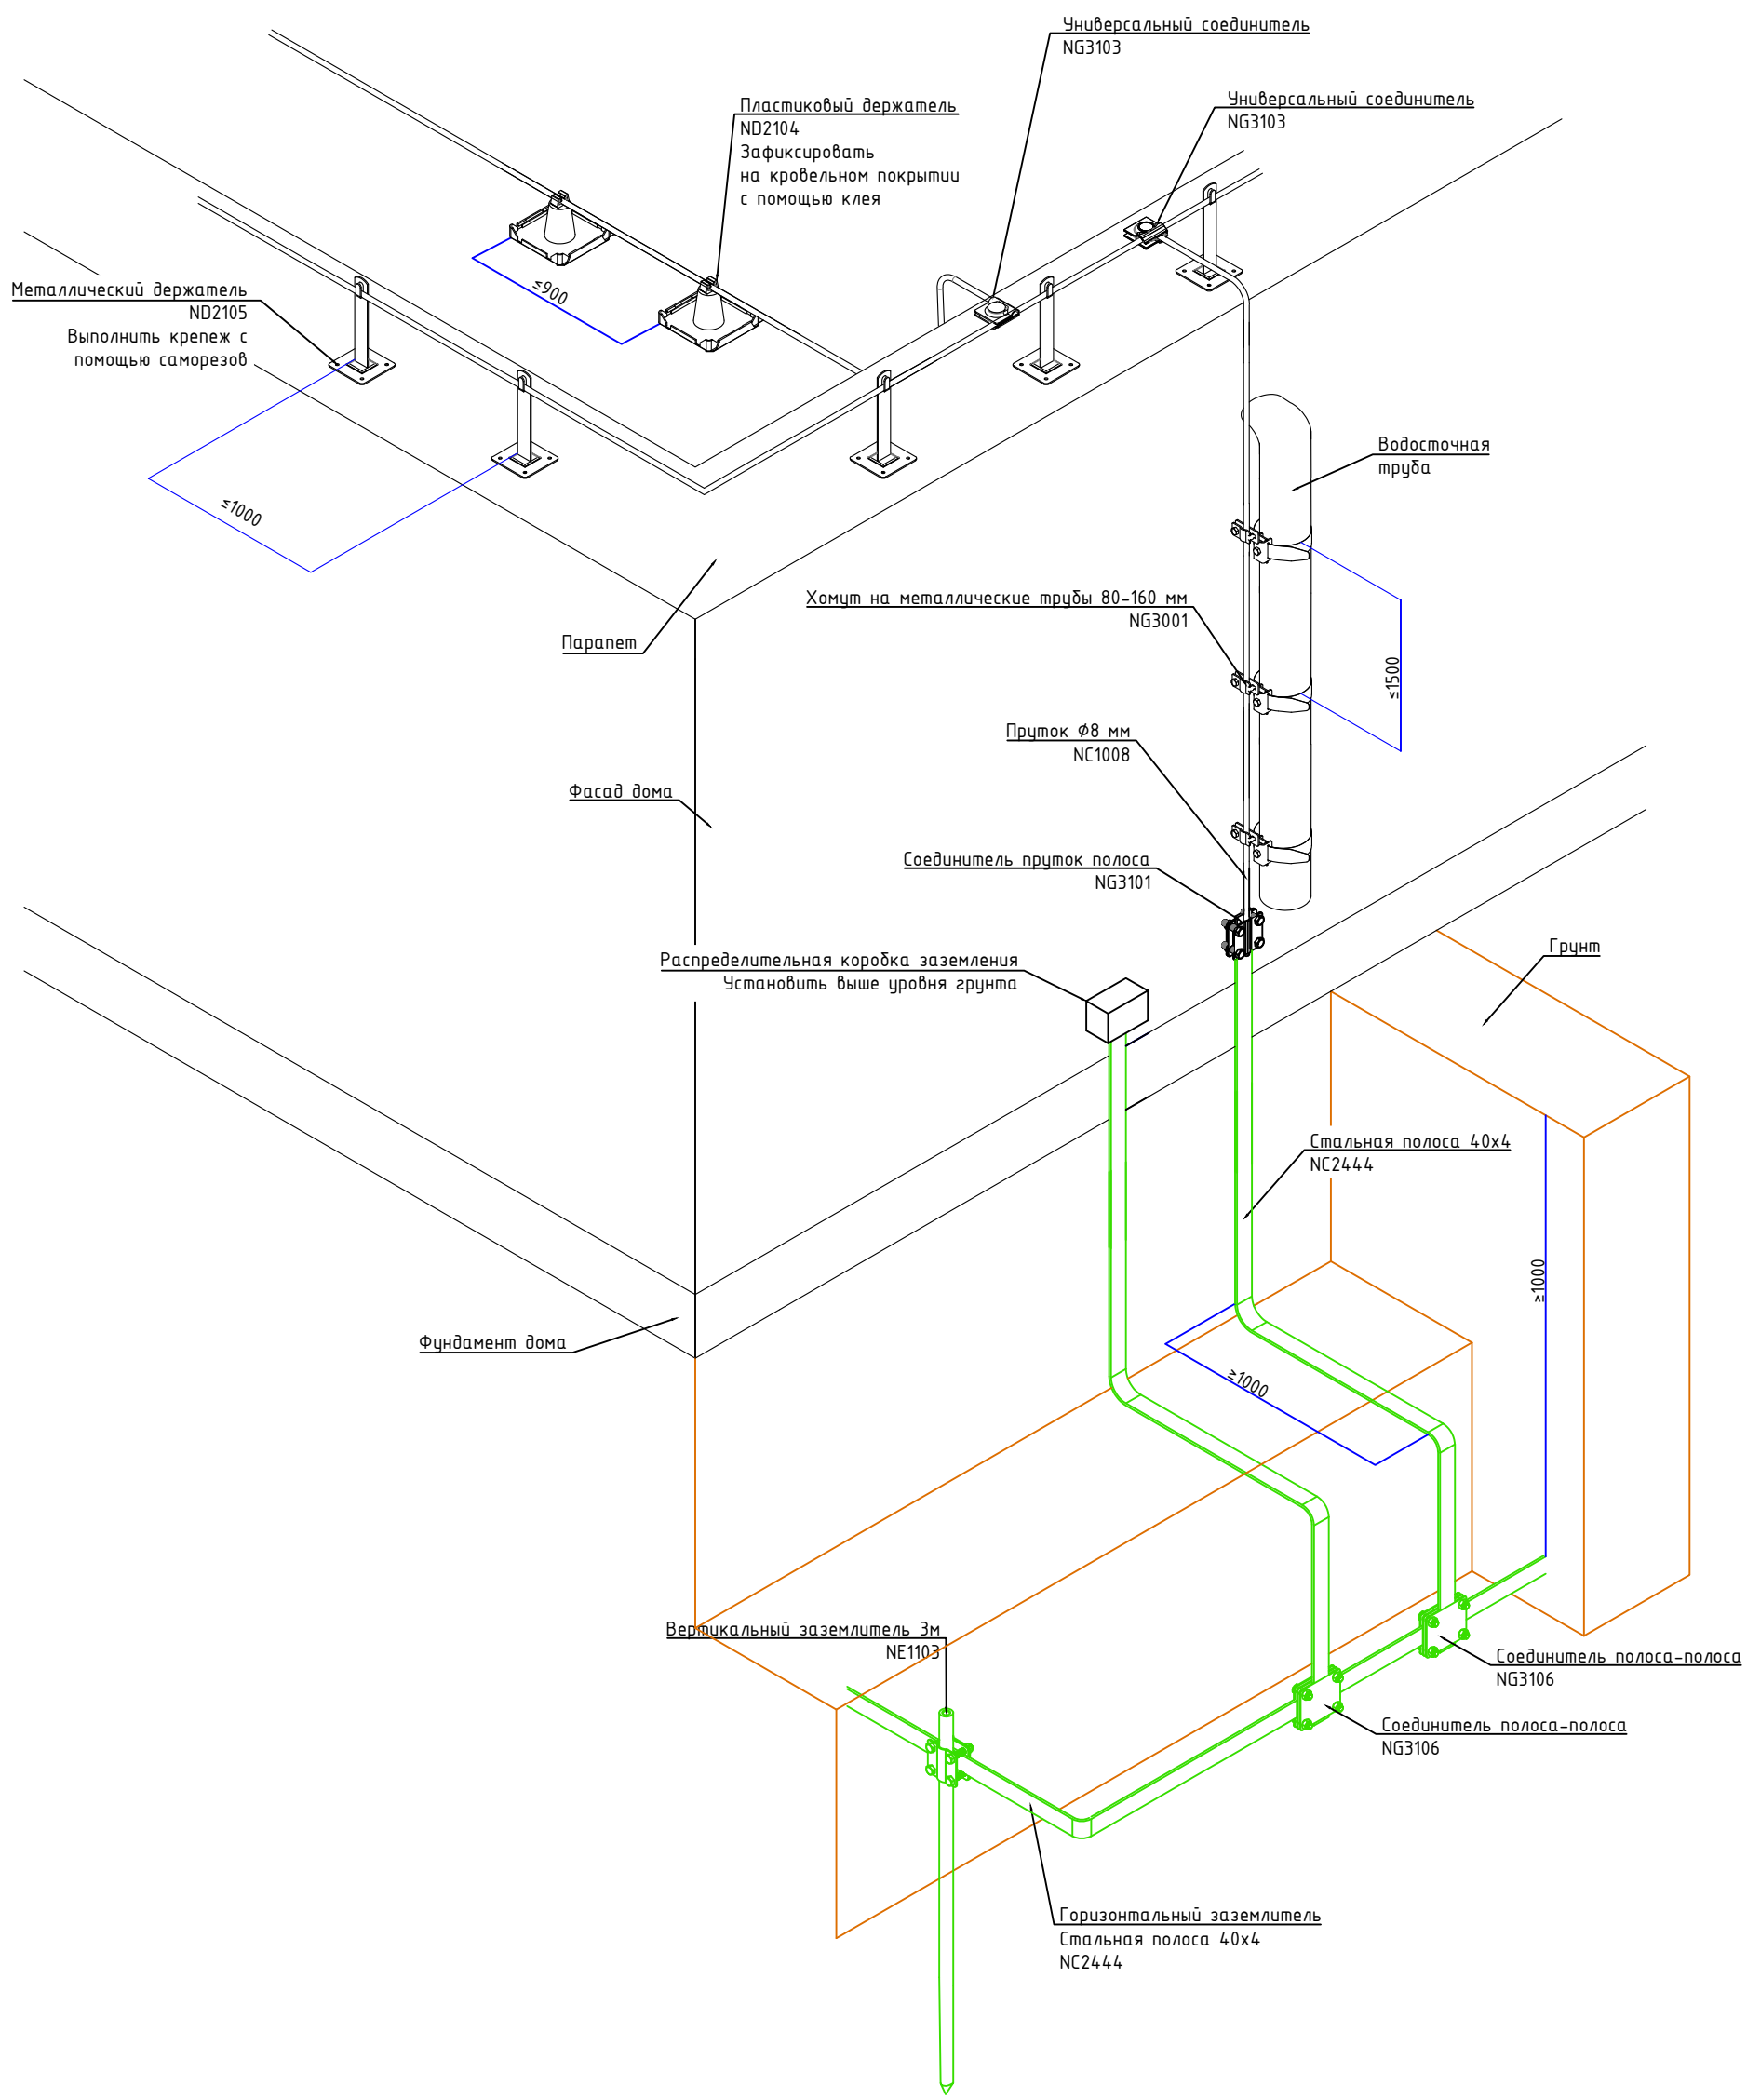 Универсальный соединитель
NG3103
Универсальный соединитель
NG3103
Пластиковый держатель
ND2104
Зафиксировать
на кровельном покрытии
с помощью клея
Металлический держатель
ND2105
Выполнить крепеж с
помощью саморезов
≤900
≤1000
Водосточная
труба
Хомут на металлические трубы 80-160 мм
NG3001
Парапет
≤1500
Пруток Ø8 мм
NC1008
Фасад дома
Соединитель пруток полоса
NG3101
Распределительная коробка заземления
Установить выше уровня грунта
Грунт
Стальная полоса 40х4
NC2444
≥1000
Фундамент дома
≥1000
Вертикальный заземлитель 3м
NE1103
Соединитель полоса-полоса
NG3106
Соединитель полоса-полоса
NG3106
Горизонтальный заземлитель
Стальная полоса 40х4
NC2444